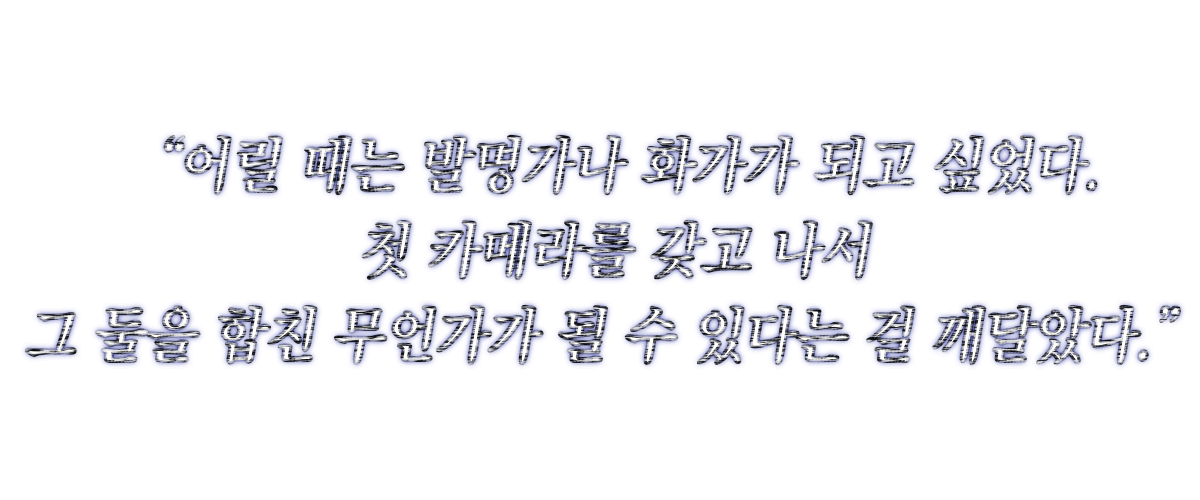 “어릴 때는 발명가나 화가가 되고 싶었다.
첫 카메라를 갖고 나서
그 둘을 합친 무언가가 될 수 있다는 걸 깨달았다.”